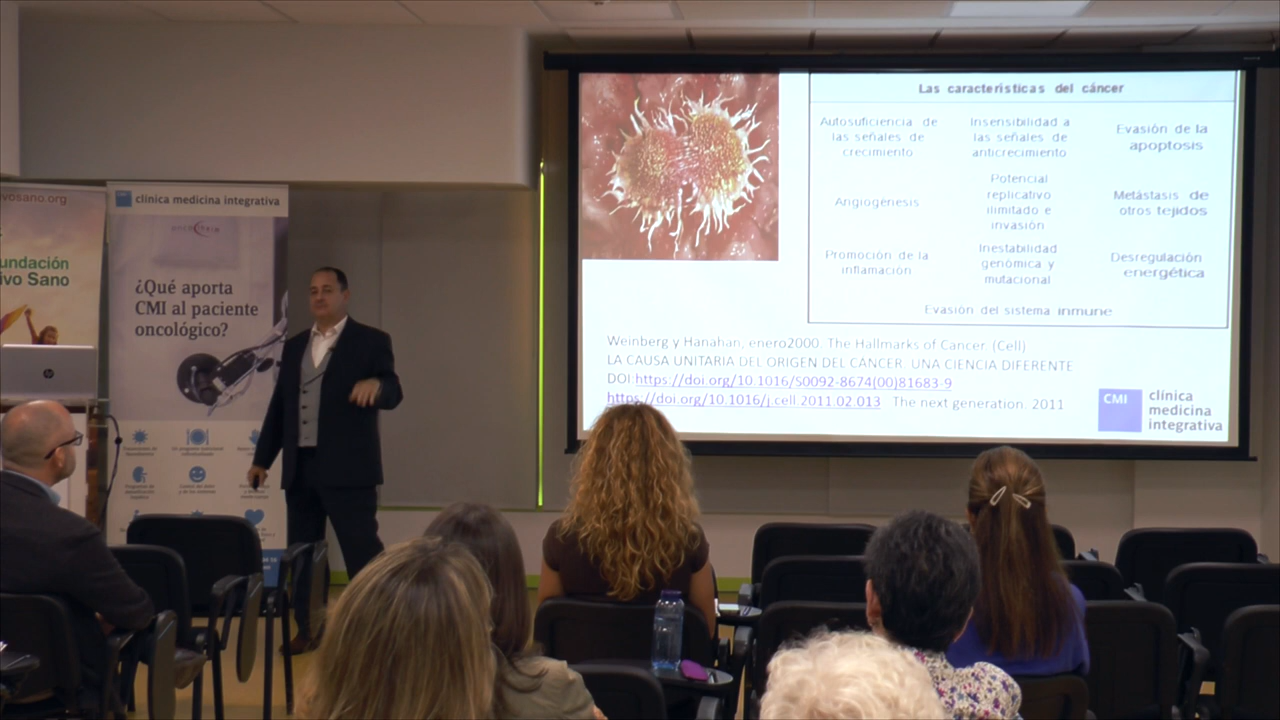 Las características del cáncer
Autosuficiencia de
las señales de
crecimiento
Insensibilidad a
las señales de
anticrecimiento
Evasión de la
apoptosis
Angiogénesis
Potencial
replicativo
ilimitado e
invasión
Metástasis de
otros tejidos
Promoción de la
inflamación
Inestabilidad
genómica y
mutacional
Desregulación
energética
Evasión del sistema inmune
Weinberg y Hanahan, enero2000. The Hallmarks of Cancer. (Cell)
LA CAUSA UNITARIA DEL ORIGEN DEL CANCER. UNA CIENCIA DIFERENTE
DOI:https://doi.org/10.1016/S0092-8674(00)81683-9
https://doi.org/10.1016/j.cell.2011.02.013 The next generation. 2011
CMI
clínica
medicina
integrativa
vosano.org
undación
ivo Sano
hp
clínica medicina integrativa
¿Qué aporta
CMI al paciente
oncológico?